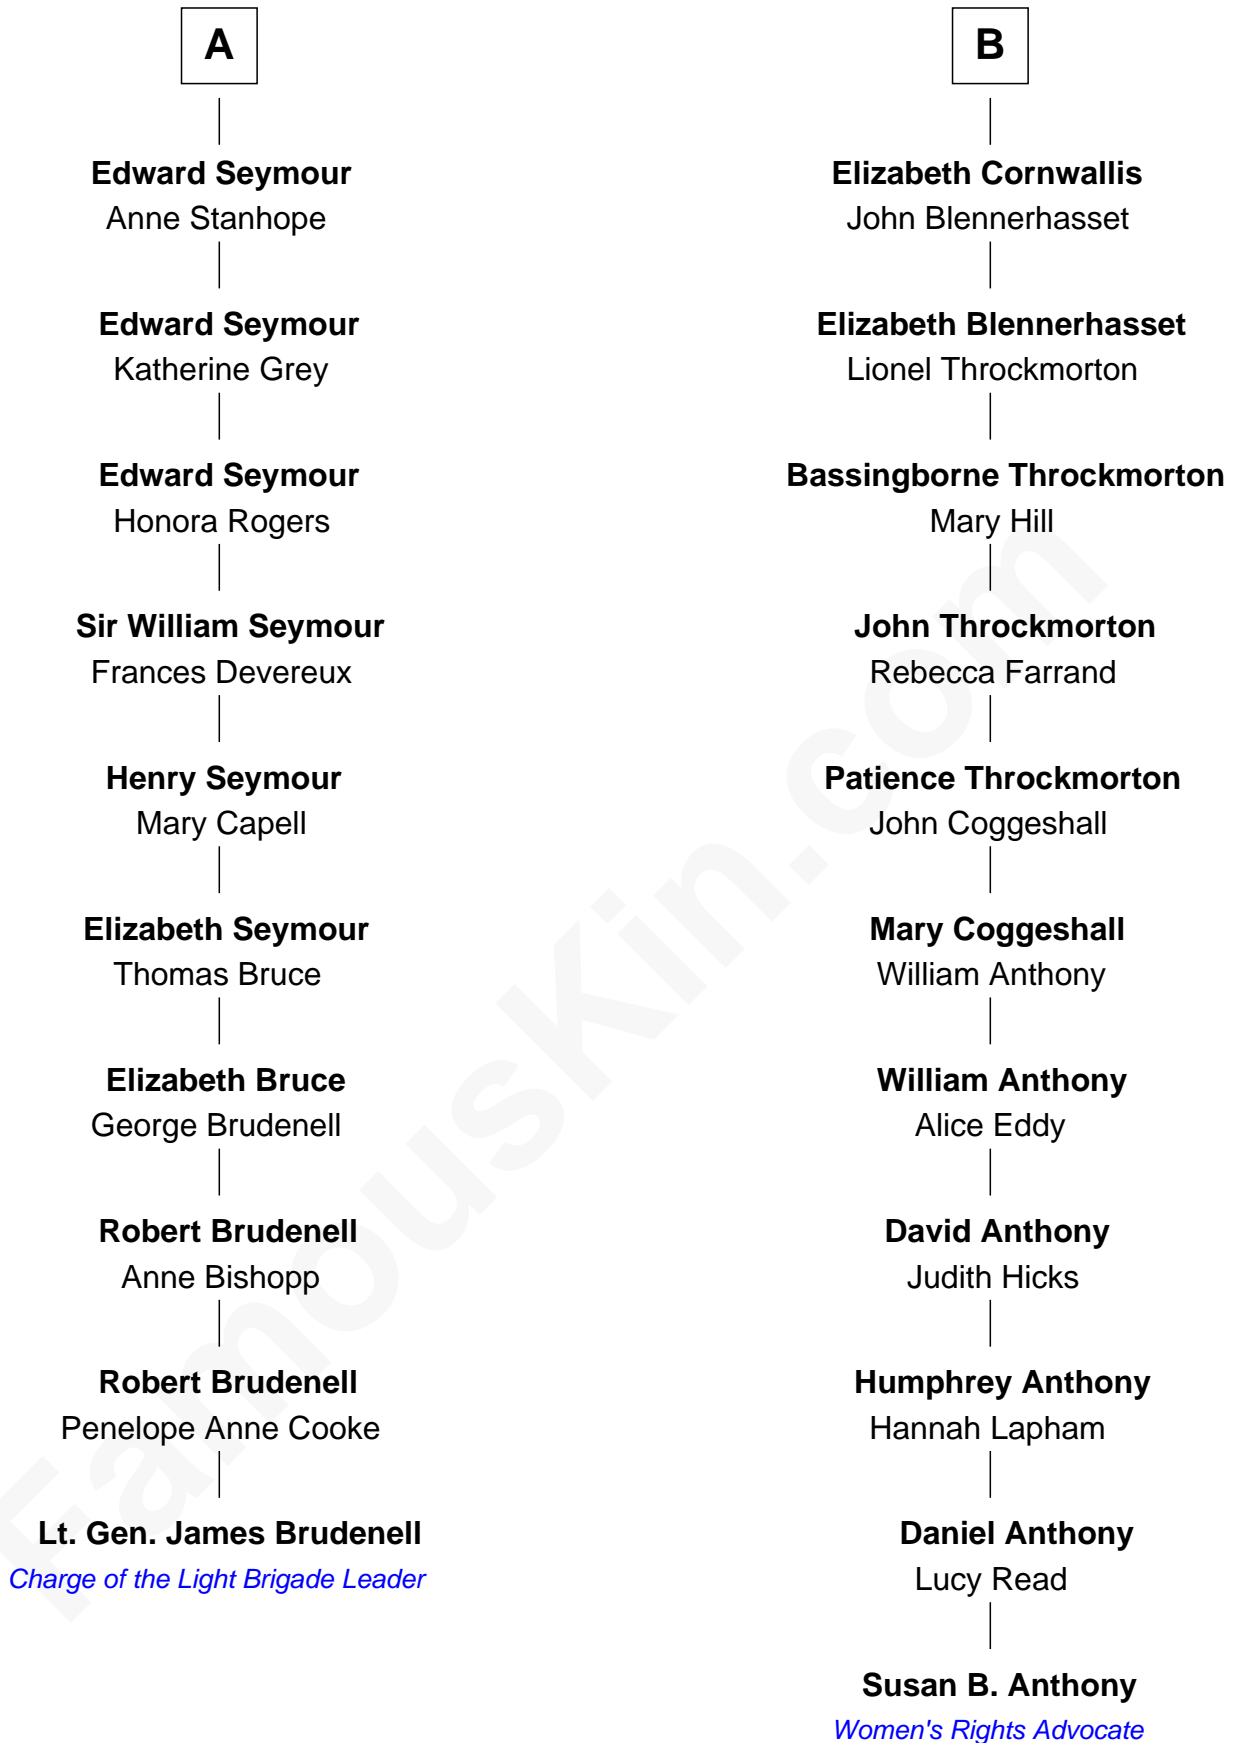 A
Edward Seymour
Anne Stanhope
Edward Seymour
Katherine Grey
Edward Seymour
Honora Rogers
Sir William Seymour
Frances Devereux
Henry Seymour
Mary Capell
Elizabeth Seymour
Thomas Bruce
Elizabeth Bruce
George Brudenell
Robert Brudenell
Anne Bishopp
Robert Brudenell
Penelope Anne Cooke
Lt. Gen. James Brudenell
Charge of the Light Brigade Leader
B
Elizabeth Cornwallis
John Blennerhasset
Elizabeth Blennerhasset
Lionel Throckmorton
Bassingborne Throckmorton
Mary Hill
John Throckmorton
Rebecca Farrand
Patience Throckmorton
John Coggeshall
Mary Coggeshall
William Anthony
William Anthony
Alice Eddy
David Anthony
Judith Hicks
Humphrey Anthony
Hannah Lapham
Daniel Anthony
Lucy Read
Susan B. Anthony
Women's Rights Advocate
FamousKin.com